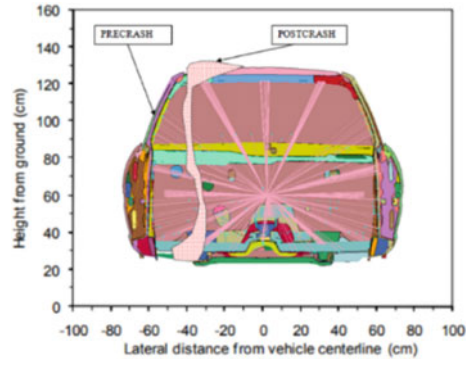 160
140
120
100
80
60
40
20
0
PRECRASH
POSTCRASH
Height from ground (cm)
-100 -80 -60 -40 -20 0 20 40 60 80 100
Lateral distance from vehicle centerline (cm)